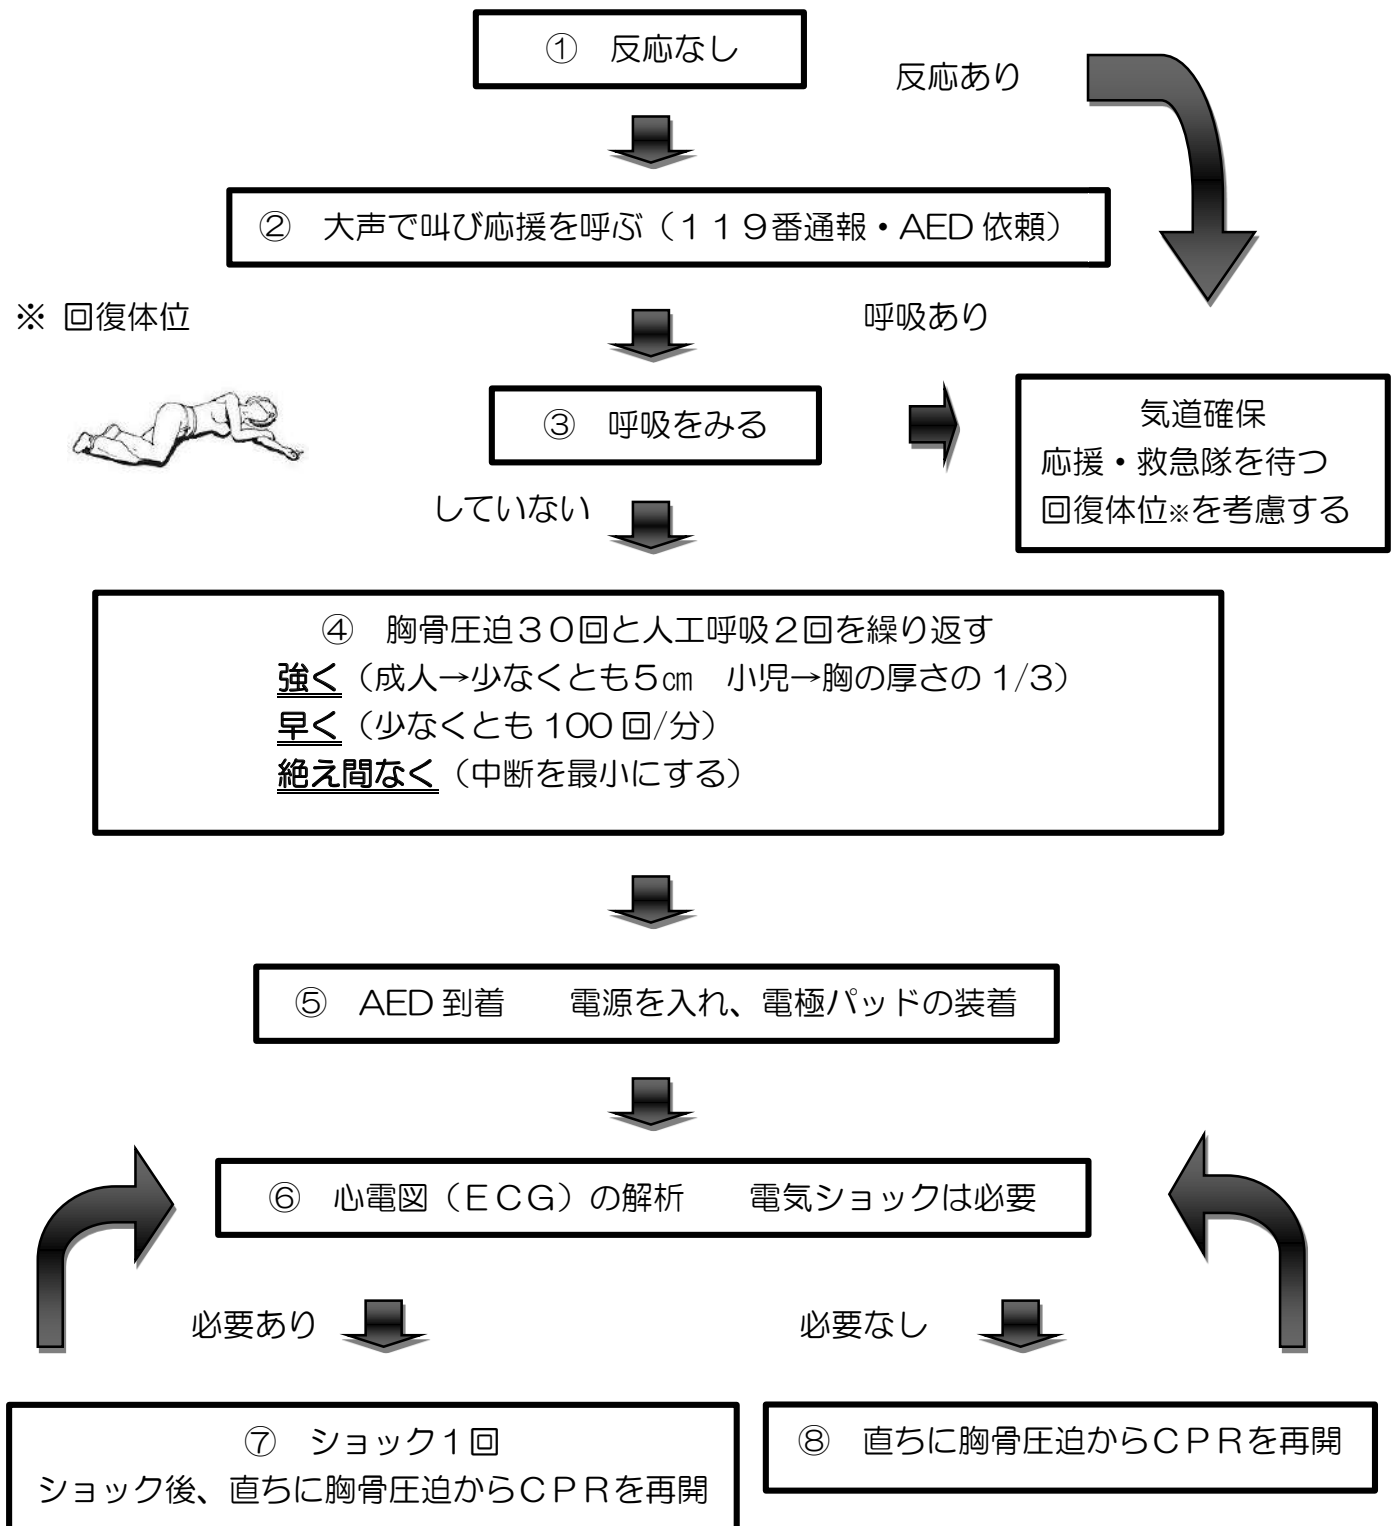 ① 反応なし
反応あり
② 大声で叫び応援を呼ぶ（１１９番通報・AED 依頼）
※ 回復体位
呼吸あり
③ 呼吸をみる
気道確保
応援・救急隊を待つ
回復体位※を考慮する
していない
④ 胸骨圧迫３０回と人工呼吸２回を繰り返す
強く（成人→少なくとも５㎝　小児→胸の厚さの 1/3）
早く（少なくとも 100 回/分）
絶え間なく（中断を最小にする）
⑤ AED 到着　　電源を入れ、電極パッドの装着
⑥ 心電図（ＥＣＧ）の解析　　電気ショックは必要
必要あり
必要なし
⑦ ショック１回
ショック後、直ちに胸骨圧迫からＣＰＲを再開
⑧ 直ちに胸骨圧迫からＣＰＲを再開